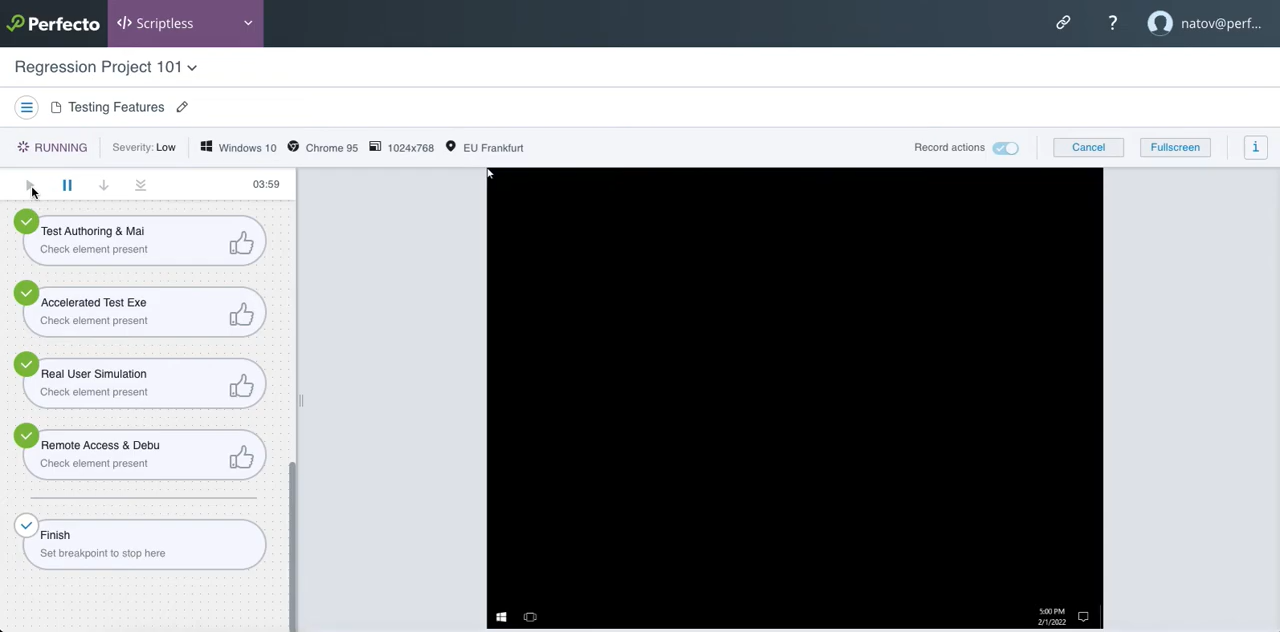 Perfecto
</> Scriptless
?
natov@perf...
Regression Project 101
Testing Features
RUNNING
Severity: Low
Windows 10
Chrome 95
1024x768
EU Frankfurt
Record actions
Cancel
Fullscreen
i
03:59
Test Authoring & Mai
Check element present
Accelerated Test Exe
Check element present
Real User Simulation
Check element present
Remote Access & Debu
Check element present
Finish
Set breakpoint to stop here
5:00 PM
2/1/2022